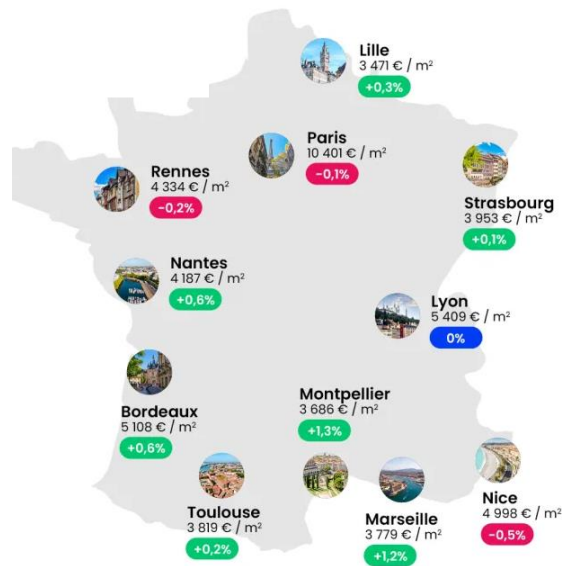 Lille
3 471 € / m²
+0,3%
Paris
10 401 € / m²
-0,1%
Rennes
4 334 € / m²
-0,2%
Strasbourg
3 953 € / m²
+0,1%
Nantes
4 187 € / m²
+0,6%
Lyon
5 409 € / m²
0%
Bordeaux
5 108 € / m²
+0,6%
Montpellier
3 686 € / m²
+1,3%
Toulouse
3 819 € / m²
+0,2%
Marseille
3 779 € / m²
+1,2%
Nice
4 998 € / m²
-0,5%